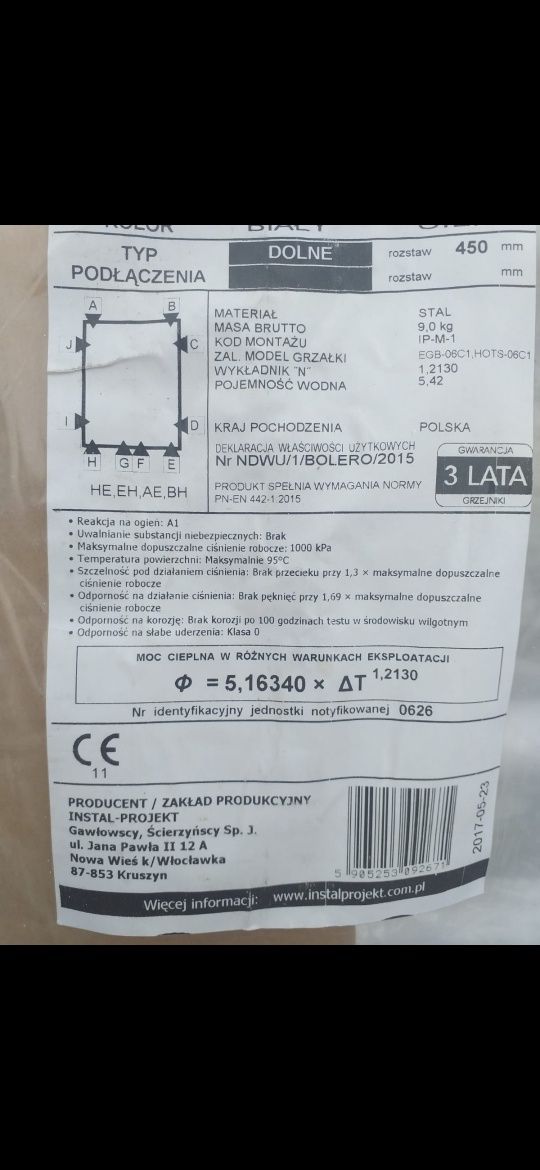 KOLOR BIAŁY
TYP PODŁĄCZENIA
DOLNE rozstaw 450 mm
rozstaw mm
A B
J C
I D
H G F E
HE,EH,AE,BH
MATERIAŁ STAL
MASA BRUTTO 9,0 kg
KOD MONTAŻU IP-M-1
ZAL. MODEL GRZAŁKI EGB-06C1,HOTS-06C1
WYKŁADNIK "N" 1,2130
POJEMNOŚĆ WODNA 5,42
KRAJ POCHODZENIA POLSKA
DEKLARACJA WŁAŚCIWOŚCI UŻYTKOWYCH
Nr NDWU/1/BOLERO/2015
PRODUKT SPEŁNIA WYMAGANIA NORMY
PN-EN 442-1:2015
GWARANCJA
3 LATA
GRZEJNIKI
• Reakcja na ogień: A1
• Uwalnianie substancji niebezpiecznych: Brak
• Maksymalne dopuszczalne ciśnienie robocze: 1000 kPa
• Temperatura powierzchni: Maksymalnie 95°C
• Szczelność pod działaniem ciśnienia: Brak przecieku przy 1,3 × maksymalne dopuszczalne
ciśnienie robocze
• Odporność na działanie ciśnienia: Brak pęknięć przy 1,69 × maksymalne dopuszczalne
ciśnienie robocze
• Odporność na korozję: Brak korozji po 100 godzinach testu w środowisku wilgotnym
• Odporność na słabe uderzenia: Klasa 0
MOC CIEPLNA W RÓŻNYCH WARUNKACH EKSPLOATACJI
Φ = 5,16340 × ΔT 1,2130
Nr identyfikacyjny jednostki notyfikowanej 0626
CE
11
PRODUCENT / ZAKŁAD PRODUKCYJNY
INSTAL-PROJEKT
Gawłowscy, Ścierzyńscy Sp. J.
ul. Jana Pawła II 12 A
Nowa Wieś k/Włocławka
87-853 Kruszyn
5 905253 092671
2017-05-23
Więcej informacji: www.instalprojekt.com.pl